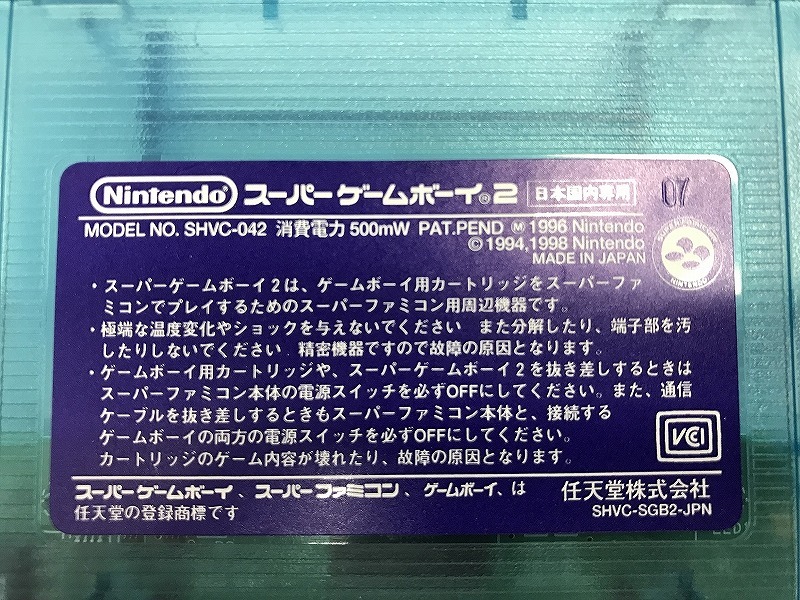 Nintendo スーパーゲームボーイ®2 日本国内専用 07
MODEL NO. SHVC-042 消費電力 500mW PAT.PEND Ⓜ 1996 Nintendo
© 1994,1998 Nintendo
MADE IN JAPAN
・スーパーゲームボーイ2は、ゲームボーイ用カートリッジをスーパーファ
ミコンでプレイするためのスーパーファミコン用周辺機器です。
・極端な温度変化やショックを与えないでください また分解したり、端子部を汚
したりしないでください 精密機器ですので故障の原因となります。
・ゲームボーイ用カートリッジや、スーパーゲームボーイ2を抜き差しするときは
スーパーファミコン本体の電源スイッチを必ずOFFにしてください。また、通信
ケーブルを抜き差しするときもスーパーファミコン本体と、接続する
ゲームボーイの両方の電源スイッチを必ずOFFにしてください。
カートリッジのゲーム内容が壊れたり、故障の原因となります。
VCI
スーパーゲームボーイ、スーパーファミコン、ゲームボーイ、は
任天堂の登録商標です
任天堂株式会社
SHVC-SGB2-JPN